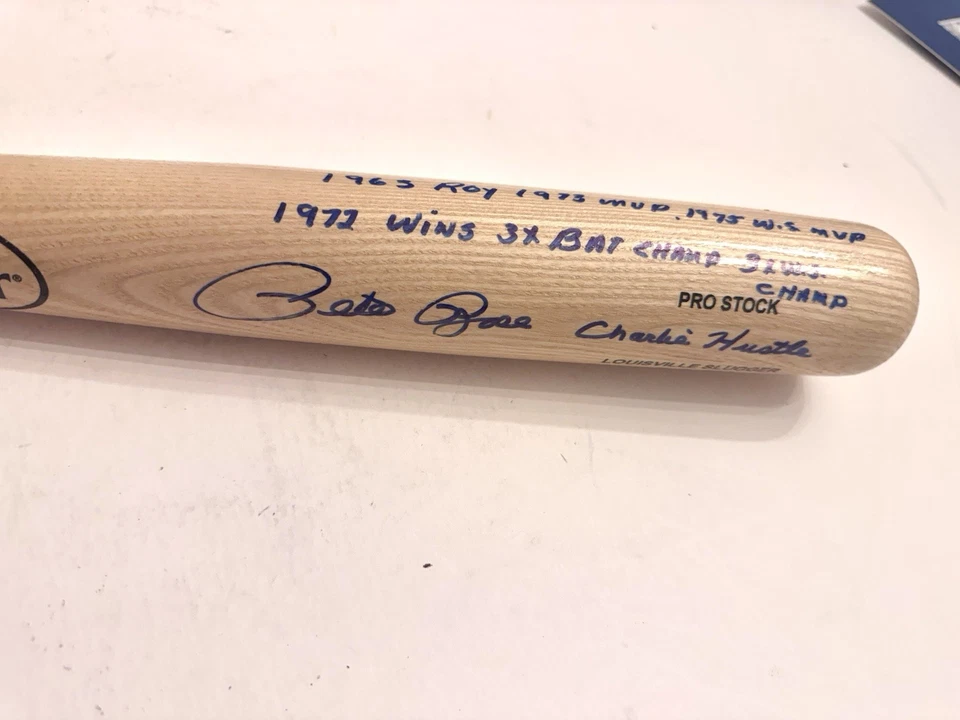 1963 ROY 1973 MVP. 1975 W.S MVP
1972 WINS 3X BAT CHAMP 3X W.S.
CHAMP
PRO STOCK
Pete Rose Charlie Hustle
LOUISVILLE SLUGGER